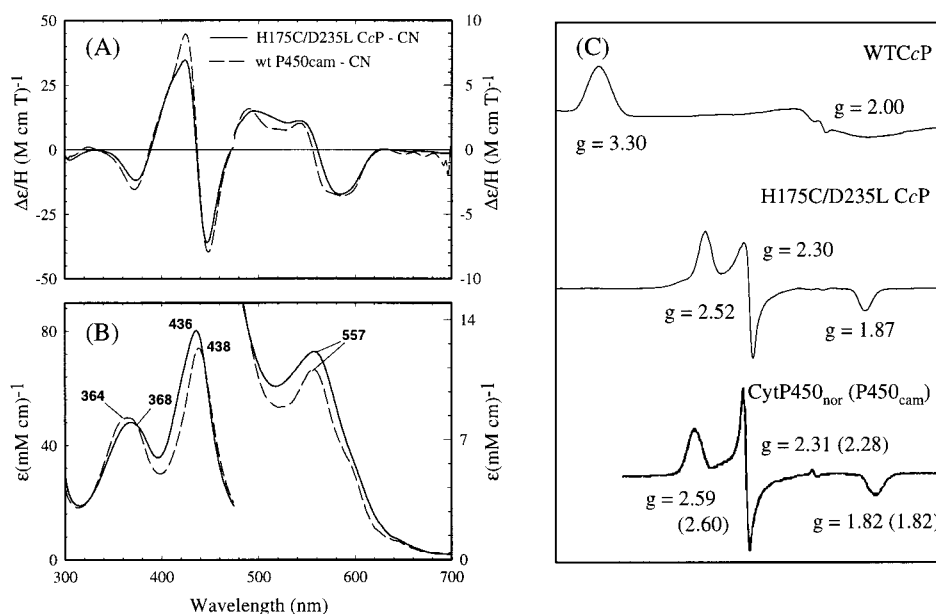 (A)
H175C/D235L CcP - CN
wt P450cam - CN
Δε/H (M cm T)⁻¹
50
25
0
-25
50
10
5
0
-5
-10
Δε/H (M cm T)⁻¹
(B)
ε(mM cm)⁻¹
80
40
0
364
368
436
438
557
14
7
0
ε(mM cm)⁻¹
300 400 500 600 700
Wavelength (nm)
(C)
WTCcP
g = 2.00
g = 3.30
H175C/D235L CcP
g = 2.30
g = 2.52
g = 1.87
CytP450nor (P450cam)
g = 2.31 (2.28)
g = 2.59
(2.60)
g = 1.82 (1.82)